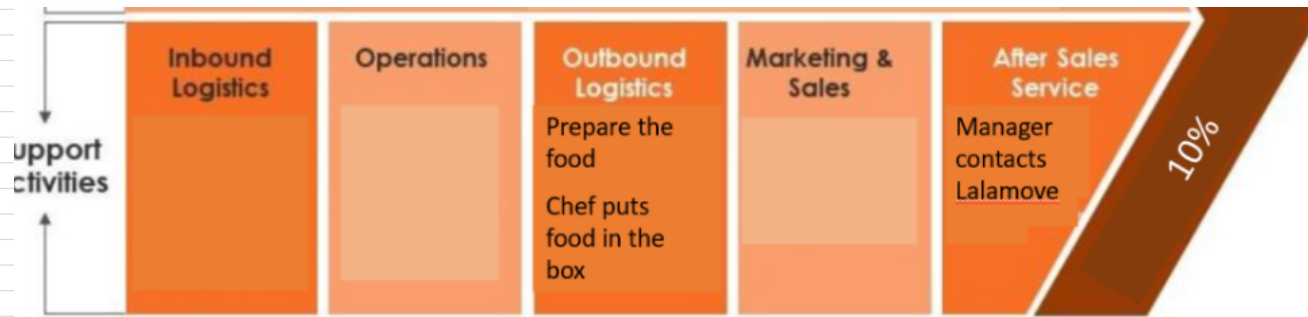 Inbound
Logistics
Operations
Outbound
Logistics
Marketing &
Sales
After Sales
Service
upport
ctivities
Prepare the
food
Chef puts
food in the
box
Manager
contacts
Lalamove
10%